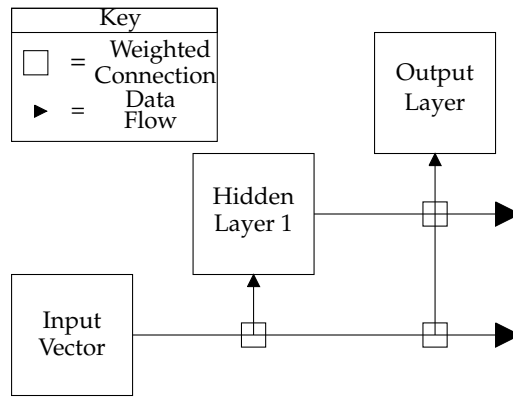 Key
= Weighted
Connection
= Data
Flow
Output
Layer
Hidden
Layer 1
Input
Vector